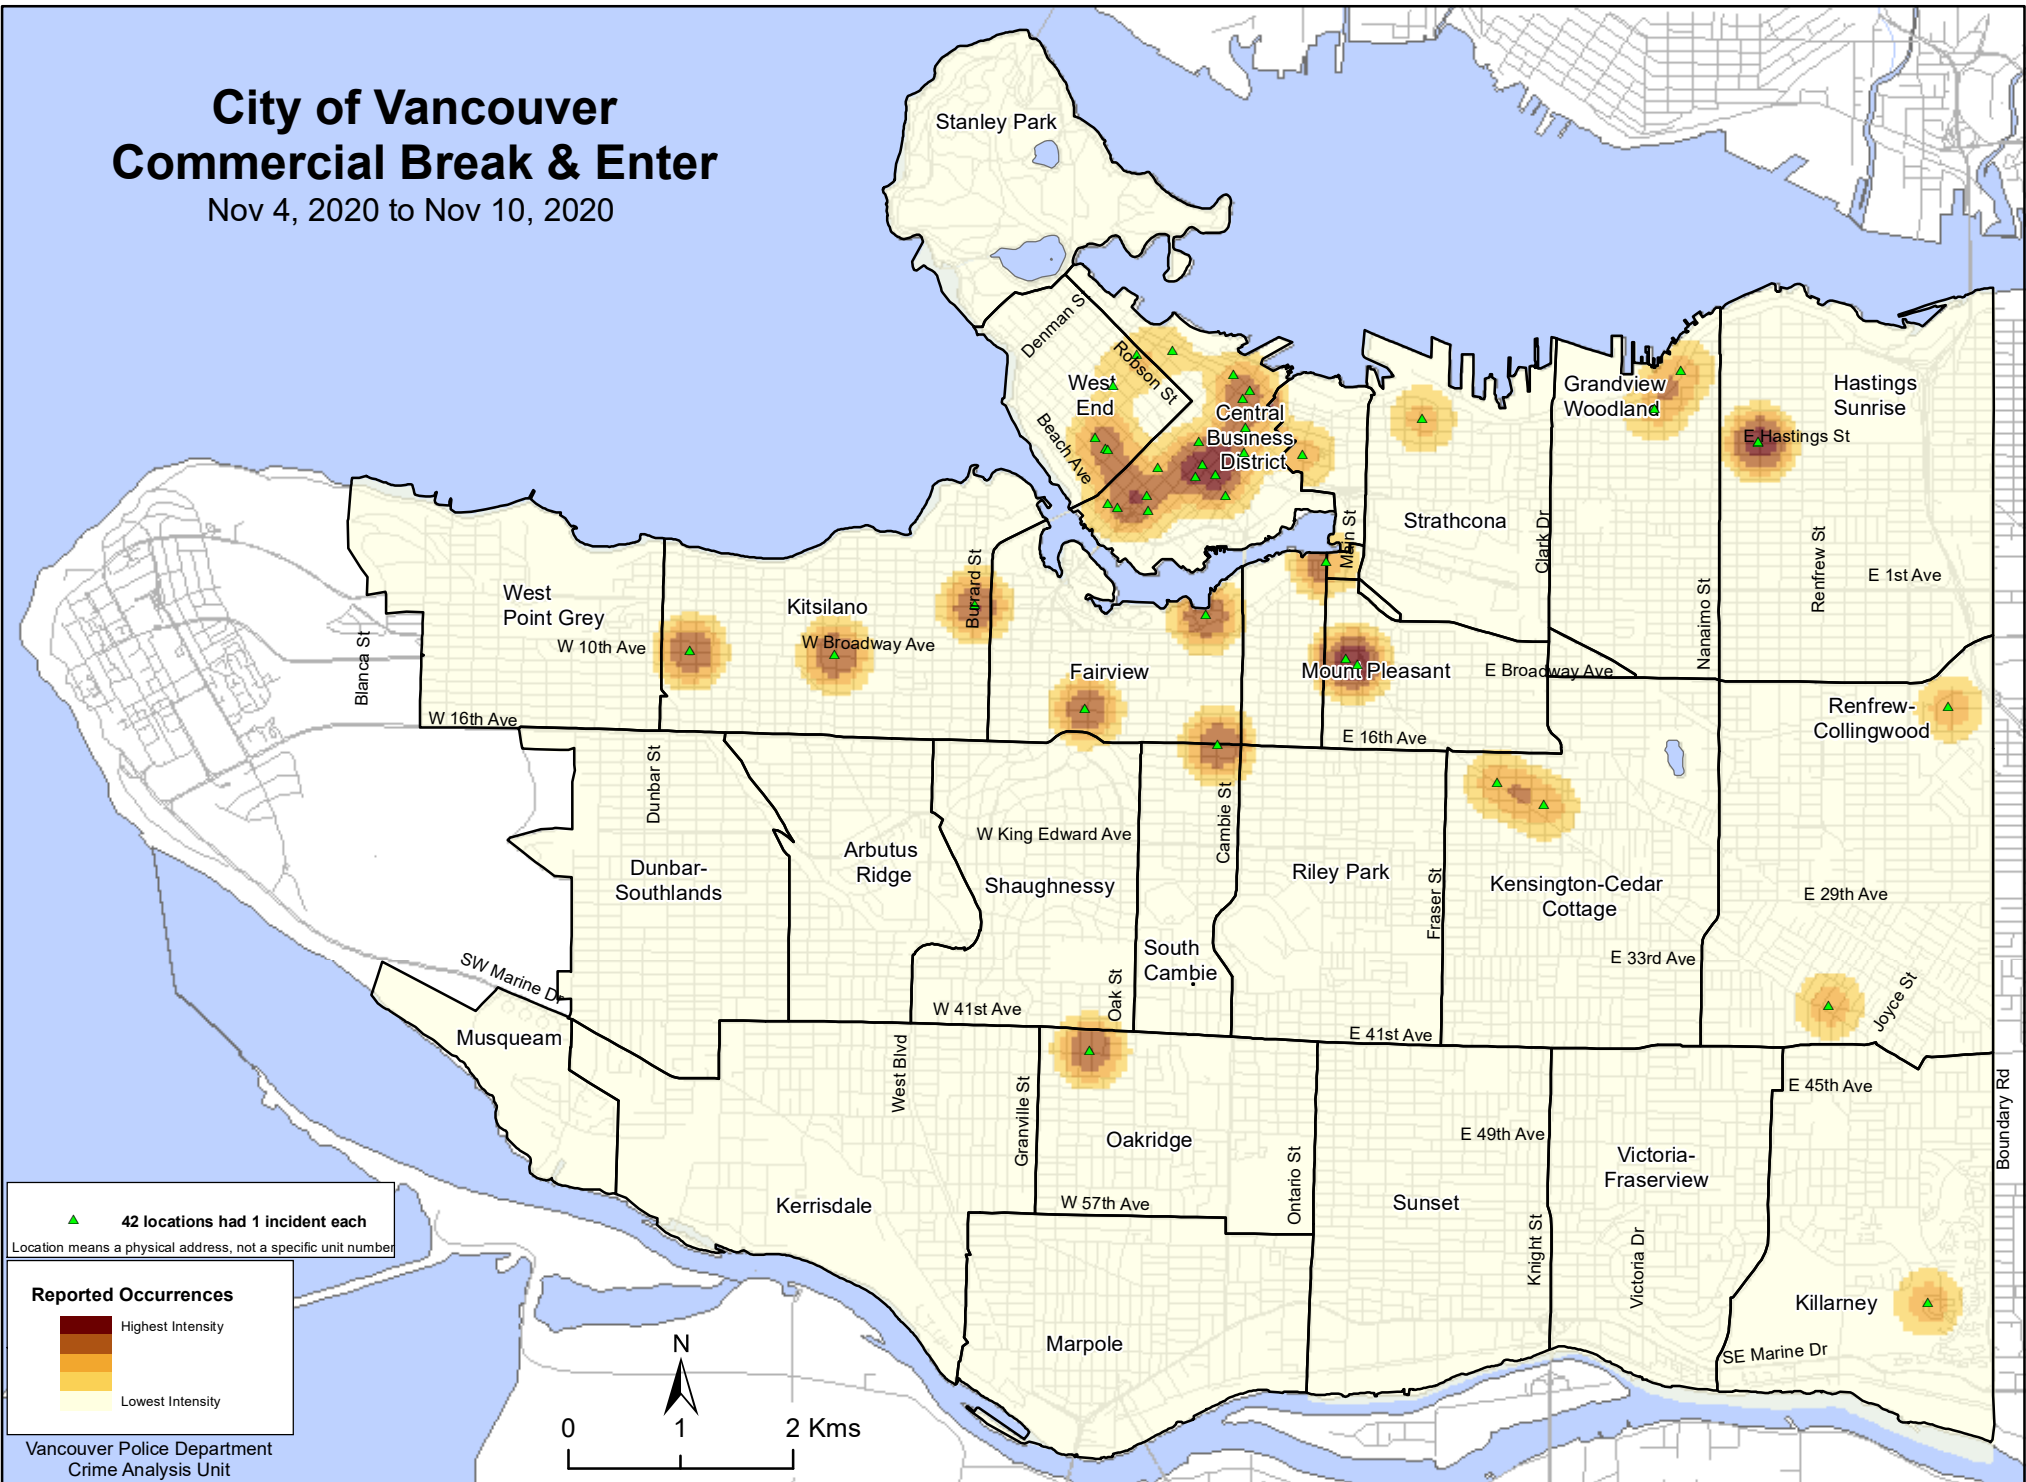 City of Vancouver
Commercial Break & Enter
Nov 4, 2020 to Nov 10, 2020
Stanley Park
Denman S
Robson St
West
End
Beach Ave
Central
Business
District
Grandview
Woodland
Hastings
Sunrise
E Hastings St
Strathcona
Main St
Clark Dr
Nanaimo St
Renfrew St
E 1st Ave
West
Point Grey
W 10th Ave
Blanca St
W 16th Ave
Kitsilano
W Broadway Ave
Burrard St
Fairview
Mount Pleasant
E Broadway Ave
E 16th Ave
Renfrew-
Collingwood
Dunbar St
Dunbar-
Southlands
Arbutus
Ridge
W King Edward Ave
Shaughnessy
Cambie St
Riley Park
Fraser St
Kensington-Cedar
Cottage
E 29th Ave
E 33rd Ave
South
Cambie
Oak St
W 41st Ave
E 41st Ave
Joyce St
SW Marine Dr
Musqueam
West Blvd
Granville St
Oakridge
W 57th Ave
Ontario St
E 49th Ave
E 45th Ave
Boundary Rd
Victoria-
Fraserview
Kerrisdale
Sunset
Knight St
Victoria Dr
Killarney
SE Marine Dr
Marpole
42 locations had 1 incident each
Location means a physical address, not a specific unit number
Reported Occurrences
Highest Intensity
Lowest Intensity
Vancouver Police Department
Crime Analysis Unit
N
0 1 2 Kms